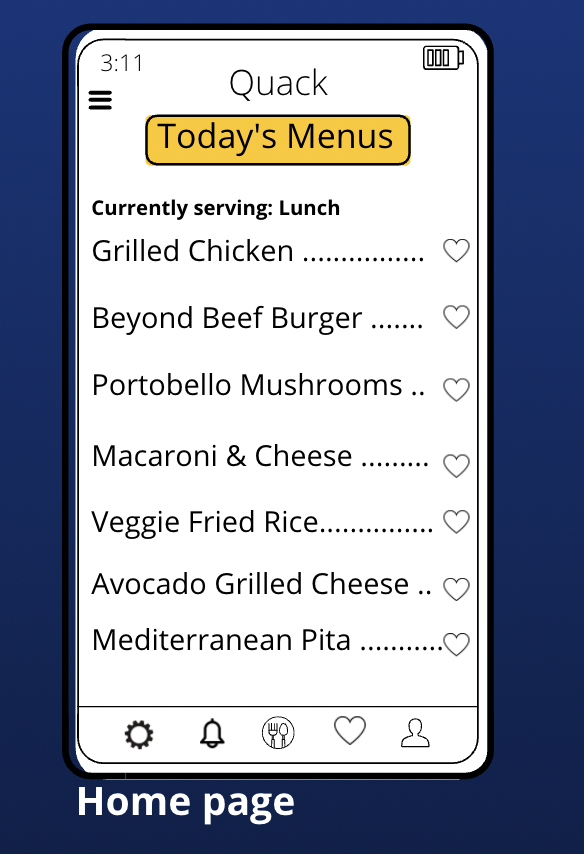 3:11
Quack
Today's Menus
Currently serving: Lunch
Grilled Chicken ................
Beyond Beef Burger .......
Portobello Mushrooms ..
Macaroni & Cheese .........
Veggie Fried Rice...............
Avocado Grilled Cheese ..
Mediterranean Pita ...........
Home page